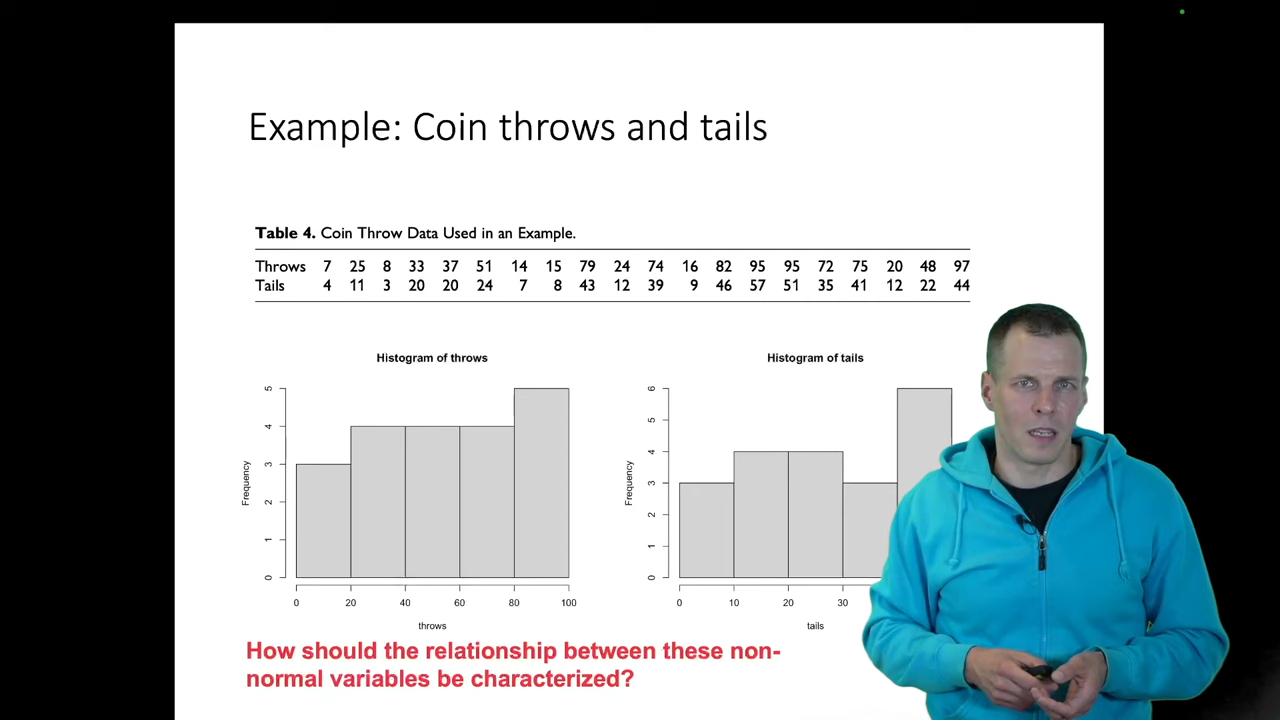 Example: Coin throws and tails
Table 4. Coin Throw Data Used in an Example.
Throws 7 25 8 33 37 51 14 15 79 24 74 16 82 95 95 72 75 20 48 97
Tails 4 11 3 20 20 24 7 8 43 12 39 9 46 57 51 35 41 12 22 44
Histogram of throws
Frequency
5
4
3
2
1
0
0 20 40 60 80 100
throws
Histogram of tails
Frequency
6
5
4
3
2
1
0
0 10 20 30
tails
How should the relationship between these non-
normal variables be characterized?